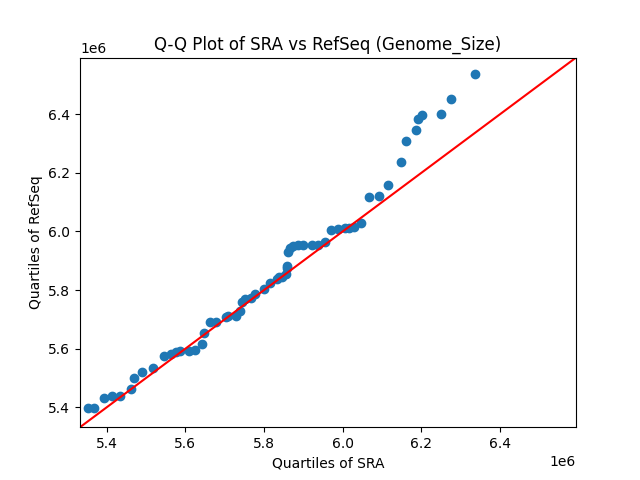 Q-Q Plot of SRA vs RefSeq (Genome_Size)
1e6
6.4
6.2
6.0
5.8
5.6
5.4
Quartiles of RefSeq
5.4 5.6 5.8 6.0 6.2 6.4
Quartiles of SRA
1e6